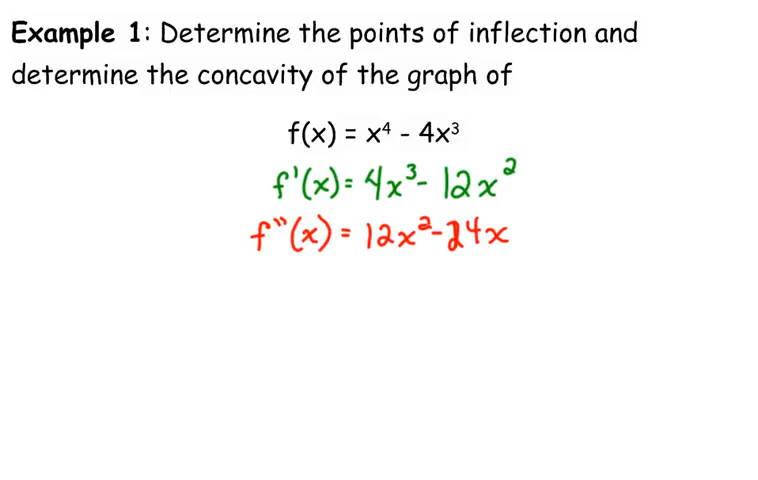 Example 1: Determine the points of inflection and
determine the concavity of the graph of
f(x) = x⁴ - 4x³
f'(x) = 4x³ - 12x²
f''(x) = 12x² - 24x